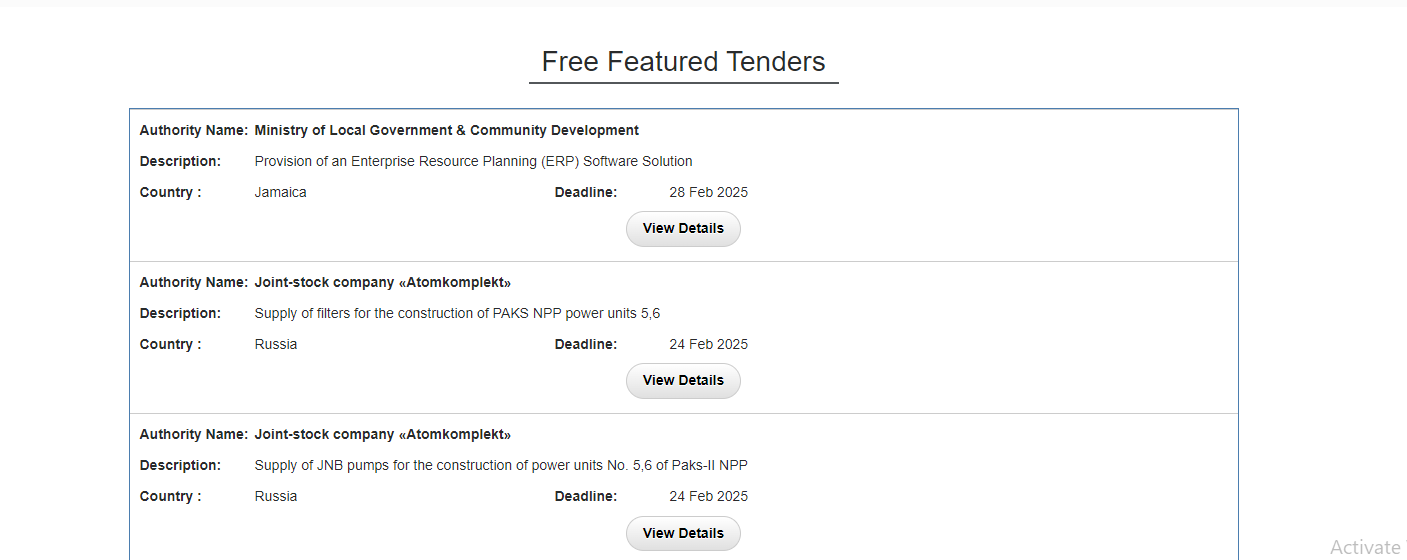 Free Featured Tenders
Authority Name: Ministry of Local Government & Community Development
Description: Provision of an Enterprise Resource Planning (ERP) Software Solution
Country : Jamaica Deadline: 28 Feb 2025
View Details
Authority Name: Joint-stock company «Atomkomplekt»
Description: Supply of filters for the construction of PAKS NPP power units 5,6
Country : Russia Deadline: 24 Feb 2025
View Details
Authority Name: Joint-stock company «Atomkomplekt»
Description: Supply of JNB pumps for the construction of power units No. 5,6 of Paks-II NPP
Country : Russia Deadline: 24 Feb 2025
View Details
Activate